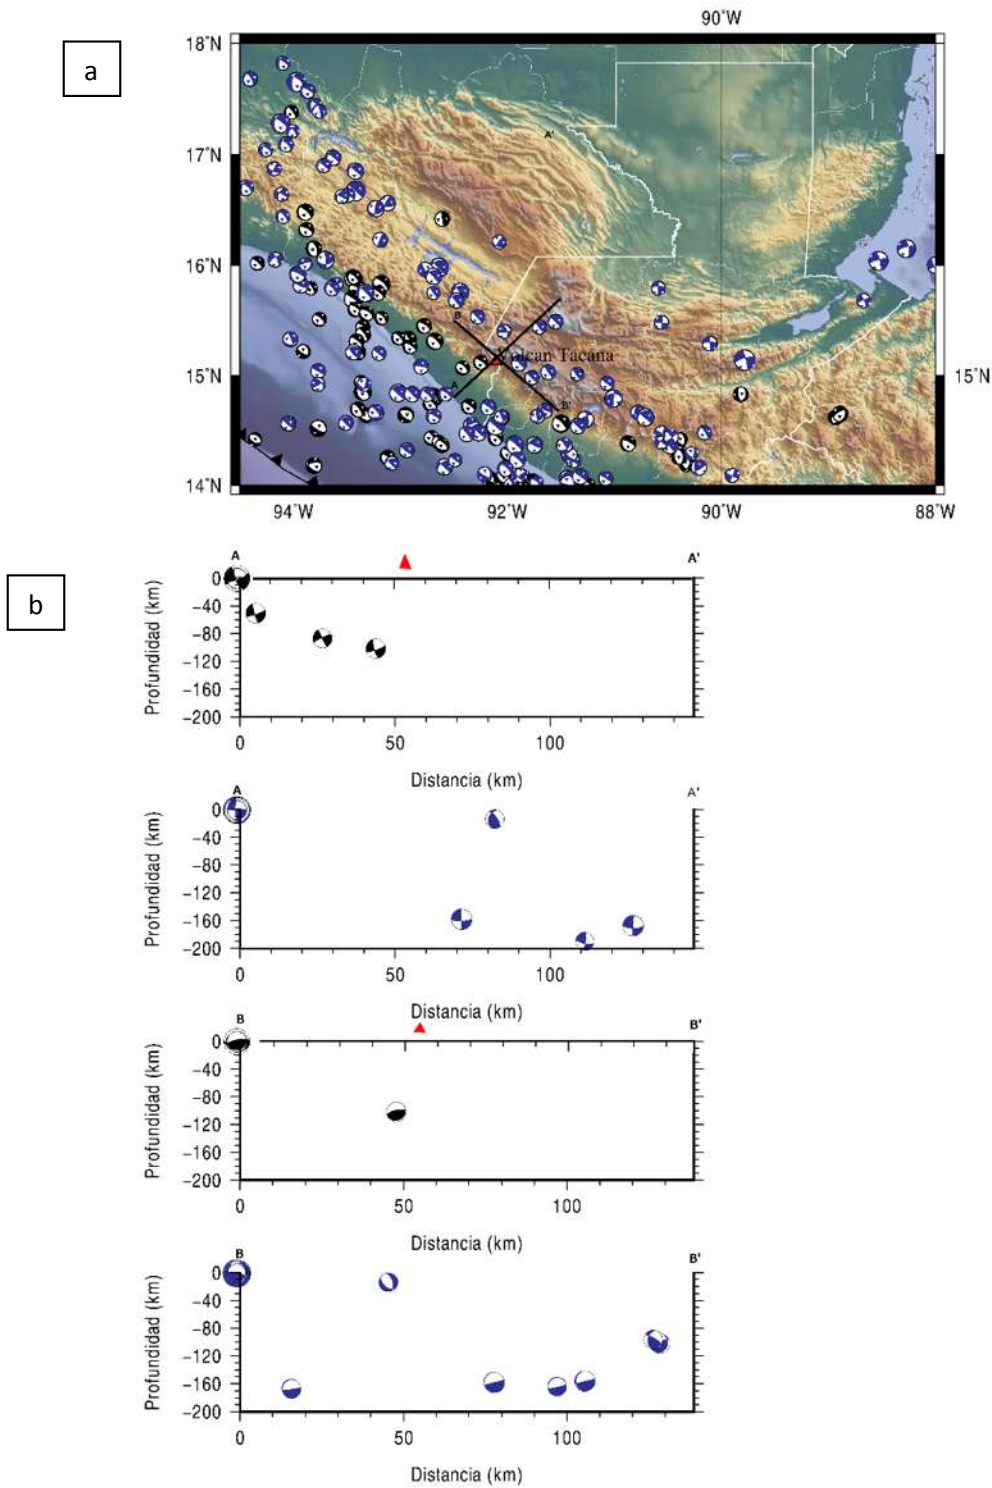 a
90°W
18°N
17°N
16°N
15°N
14°N
15°N
94°W
92°W
90°W
88°W
A'
B
Volcan Tacana
A
B'
b
A
A'
0
-40
-80
-120
-160
-200
Profundidad (km)
0
50
100
Distancia (km)
A
A'
0
-40
-80
-120
-160
-200
Profundidad (km)
0
50
100
Distancia (km)
B
B'
0
-40
-80
-120
-160
-200
Profundidad (km)
0
50
100
Distancia (km)
B
B'
0
-40
-80
-120
-160
-200
Profundidad (km)
0
50
100
Distancia (km)